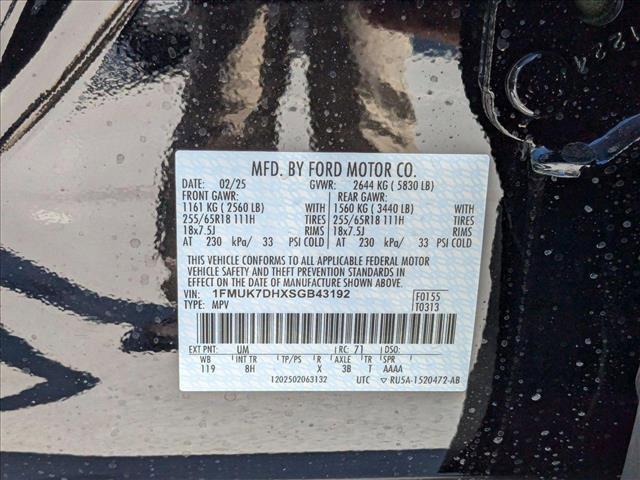 MFD. BY FORD MOTOR CO.
DATE: 02/25 GVWR: 2644 KG ( 5830 LB)
FRONT GAWR: REAR GAWR:
1161 KG ( 2560 LB) WITH 1560 KG ( 3440 LB) WITH
255/65R18 111H TIRES 255/65R18 111H TIRES
18x7.5J RIMS 18x7.5J RIMS
AT 230 kPa/ 33 PSI COLD AT 230 kPa/ 33 PSI COLD
THIS VEHICLE CONFORMS TO ALL APPLICABLE FEDERAL MOTOR
VEHICLE SAFETY AND THEFT PREVENTION STANDARDS IN
EFFECT ON THE DATE OF MANUFACTURE SHOWN ABOVE.
VIN: 1FMUK7DHXSGB43192 F0155
TYPE: MPV T0313
EXT PNT: UM RC: 71 DSO:
WB INT TR TP/PS R AXLE TR SPR
119 8H X 3B T AAAA
1202502063132 UTC ▽ RU5A-1520472-AB